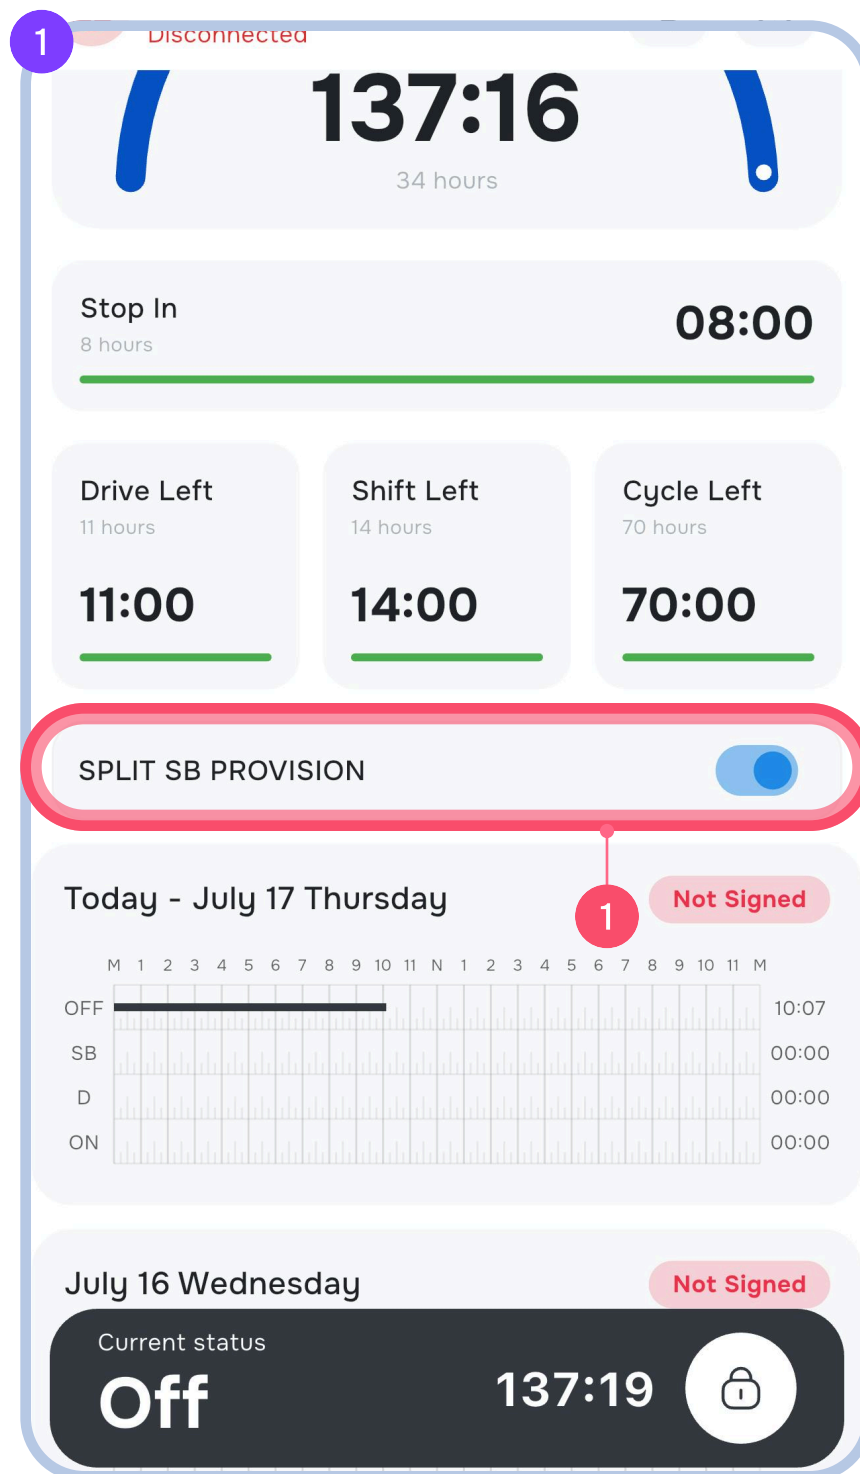 1
Disconnected
137:16
34 hours
Stop In
8 hours
08:00
Drive Left
11 hours
11:00
Shift Left
14 hours
14:00
Cycle Left
70 hours
70:00
SPLIT SB PROVISION
1
Today - July 17 Thursday
Not Signed
M 1 2 3 4 5 6 7 8 9 10 11 N 1 2 3 4 5 6 7 8 9 10 11 M
OFF 10:07
SB 00:00
D 00:00
ON 00:00
July 16 Wednesday
Not Signed
Current status
Off
137:19